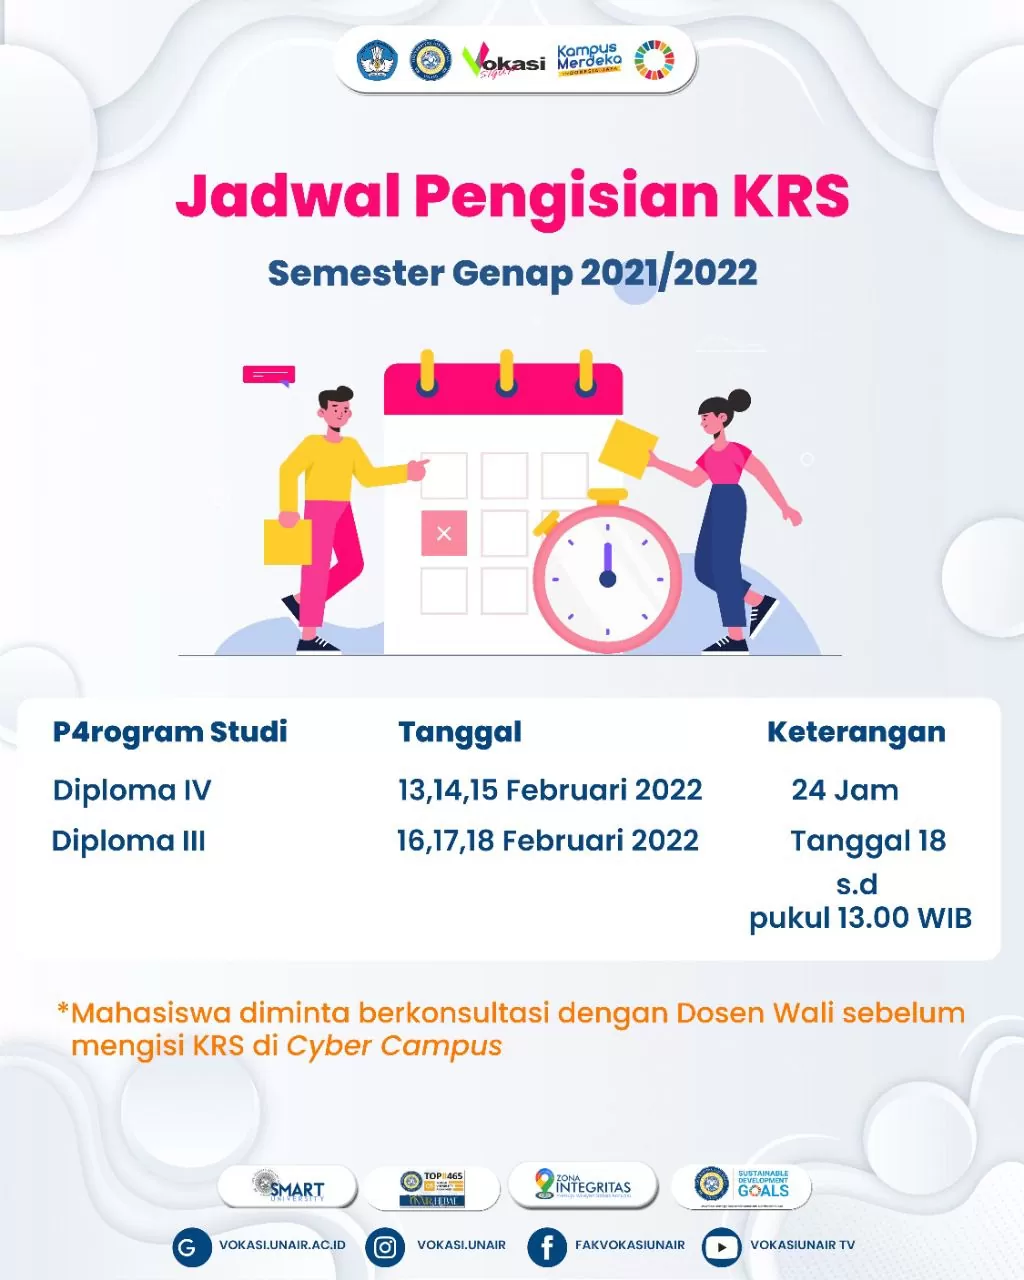 Vokasi
Kampus
Merdeka
INDONESIA JAYA
Jadwal Pengisian KRS
Semester Genap 2021/2022
P4rogram Studi Tanggal Keterangan
Diploma IV 13,14,15 Februari 2022 24 Jam
Diploma III 16,17,18 Februari 2022 Tanggal 18
s.d
pukul 13.00 WIB
*Mahasiswa diminta berkonsultasi dengan Dosen Wali sebelum
mengisi KRS di Cyber Campus
SMART
UNIVERSITY
TOP#465
ZONA
INTEGRITAS
SUSTAINABLE
DEVELOPMENT
GOALS
VOKASI.UNAIR.AC.ID VOKASI.UNAIR FAKVOKASIUNAIR VOKASIUNAIR TV